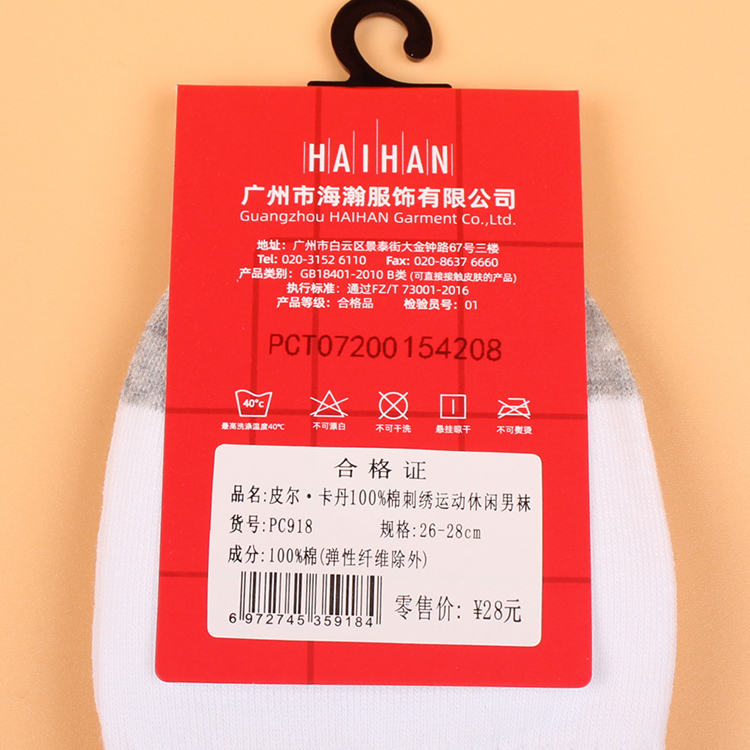 HAIHAN
广州市海瀚服饰有限公司
Guangzhou HAIHAN Garment Co.,Ltd.
地址：广州市白云区景泰街大金钟路67号三楼
Tel: 020-3152 6110 Fax: 020-8637 6660
产品类别：GB18401-2010 B类 (可直接接触皮肤的产品)
执行标准：通过FZ/T 73001-2016
产品等级：合格品 检验员号：01
PCT07200154208
40℃
最高洗涤温度40℃ 不可漂白 不可干洗 悬挂晾干 不可熨烫
合格证
品名:皮尔·卡丹100%棉刺绣运动休闲男袜
货号:PC918 规格:26-28cm
成分:100%棉(弹性纤维除外)
零售价: ¥28元
6 972745 359184